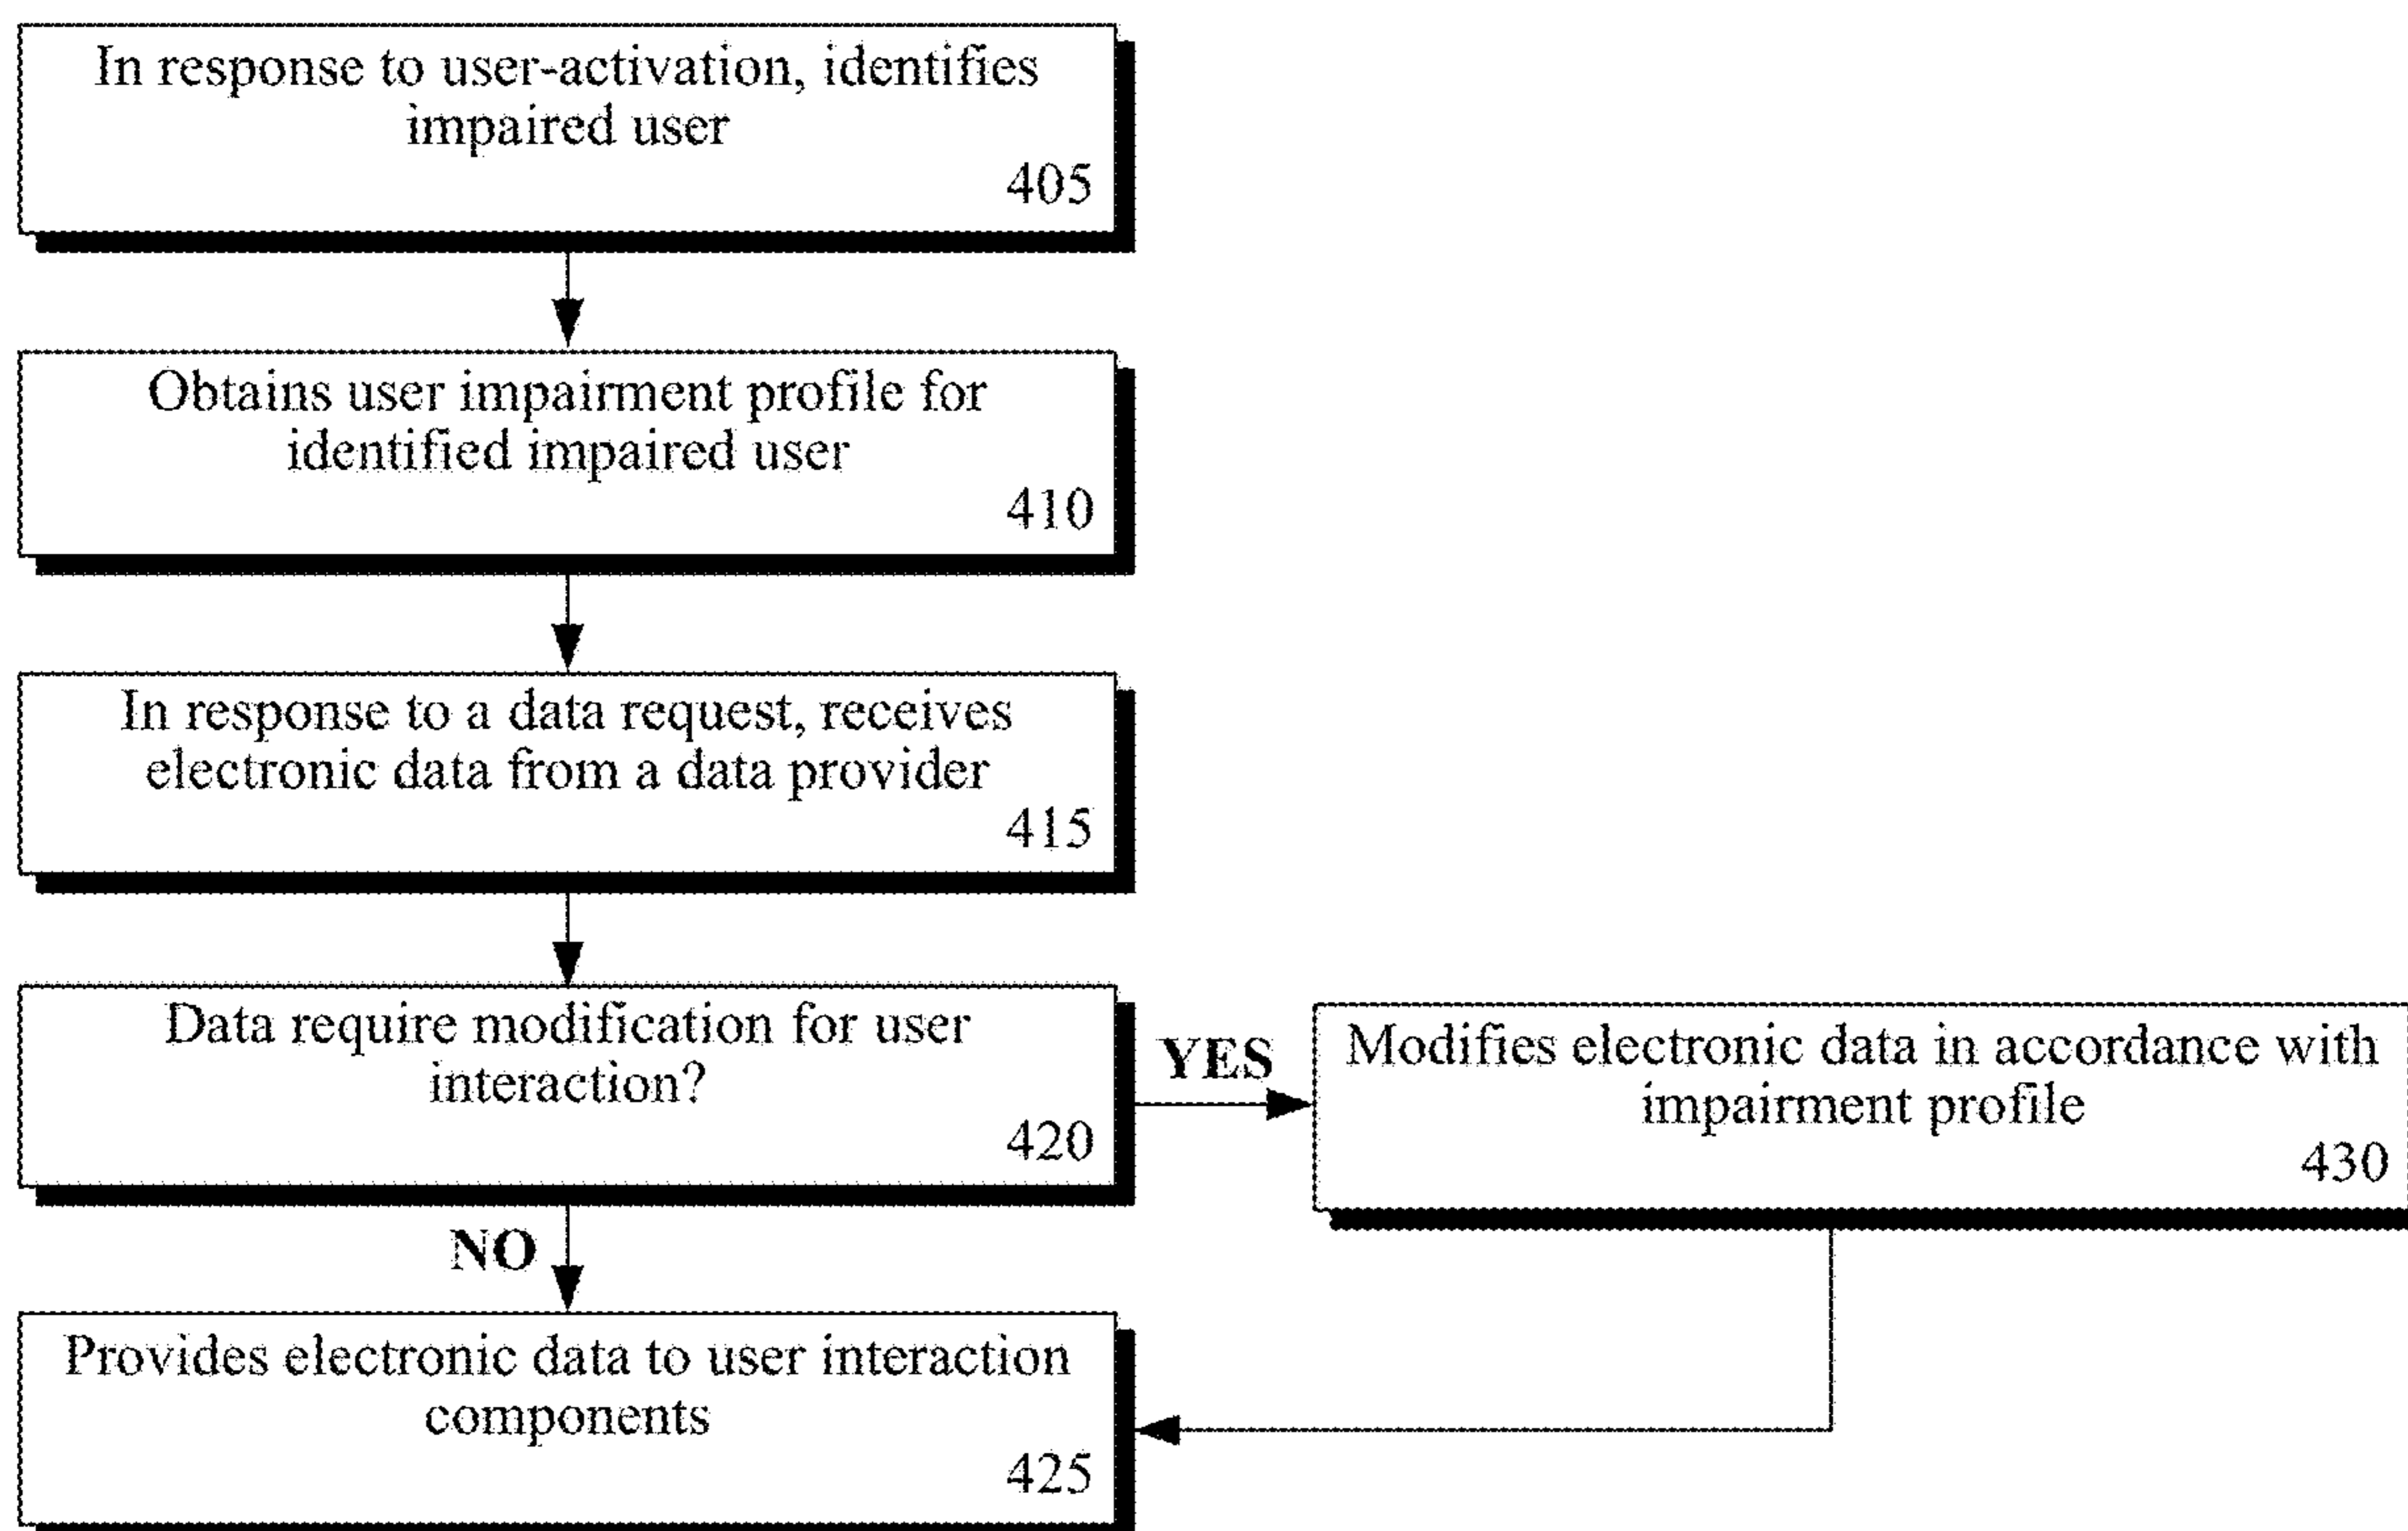 In response to user-activation, identifies
impaired user
405
Obtains user impairment profile for
identified impaired user
410
In response to a data request, receives
electronic data from a data provider
415
Data require modification for user
interaction?
420
YES
Modifies electronic data in accordance with
impairment profile
430
NO
Provides electronic data to user interaction
components
425